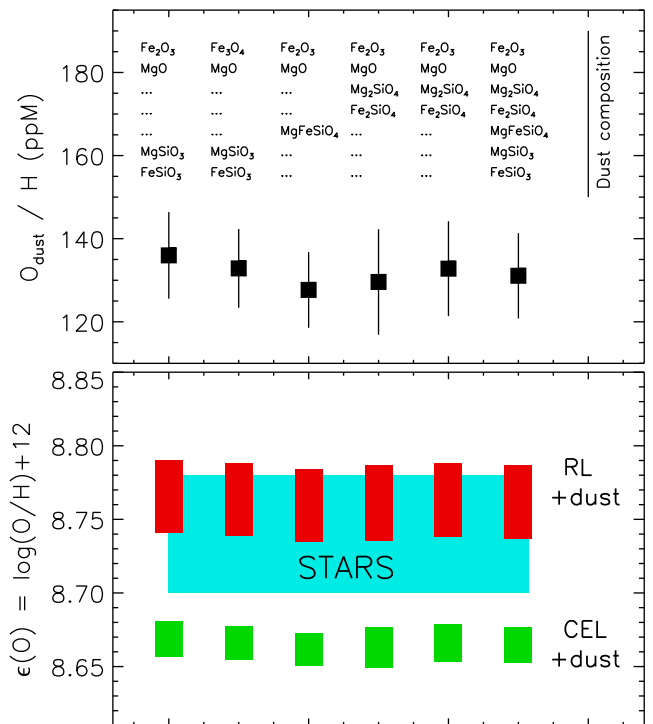 Fe₂O₃ Fe₃O₄ Fe₂O₃ Fe₂O₃ Fe₂O₃ Fe₂O₃
MgO MgO MgO MgO MgO MgO
... ... ... Mg₂SiO₄ Mg₂SiO₄ Mg₂SiO₄
... ... ... Fe₂SiO₄ Fe₂SiO₄ Fe₂SiO₄
... ... MgFeSiO₄ ... ... MgFeSiO₄
MgSiO₃ MgSiO₃ ... ... ... MgSiO₃
FeSiO₃ FeSiO₃ ... ... ... FeSiO₃
Dust composition
O_dust / H (ppM)
180
160
140
120
ϵ(O) = log(O/H)+12
8.85
8.80
8.75
8.70
8.65
RL
+dust
STARS
CEL
+dust